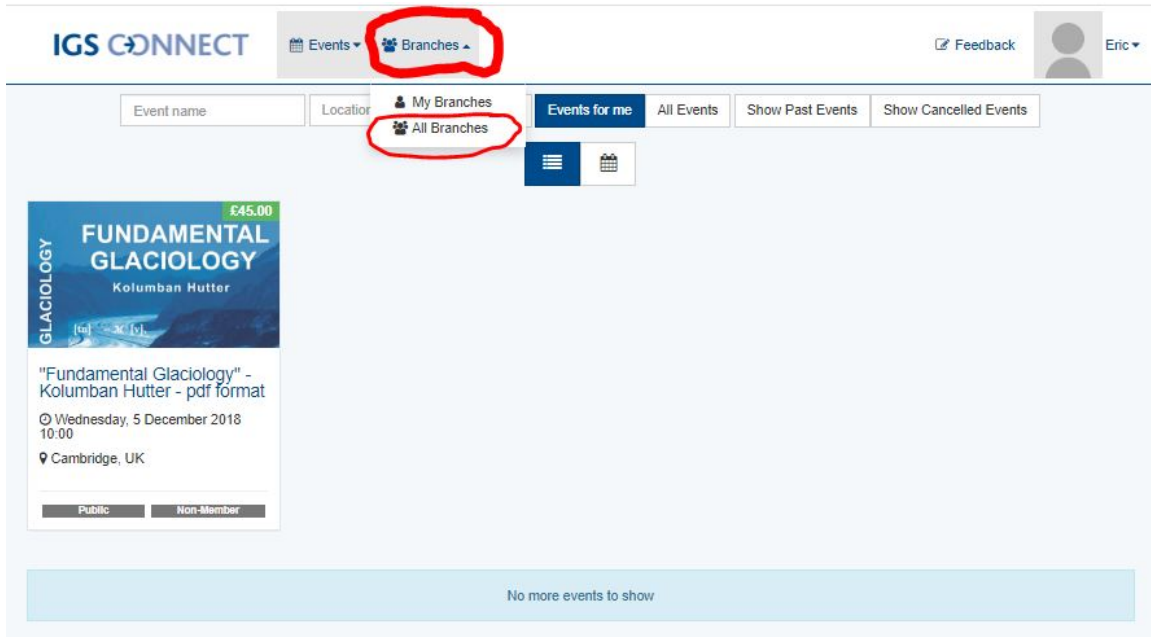 IGS CONNECT
Events
Branches
Feedback
Eric
My Branches
All Branches
Event name
Location
Events for me
All Events
Show Past Events
Show Cancelled Events
£45.00
FUNDAMENTAL
GLACIOLOGY
Kolumban Hutter
GLACIOLOGY
"Fundamental Glaciology" -
Kolumban Hutter - pdf format
Wednesday, 5 December 2018
10:00
Cambridge, UK
Public
Non-Member
No more events to show